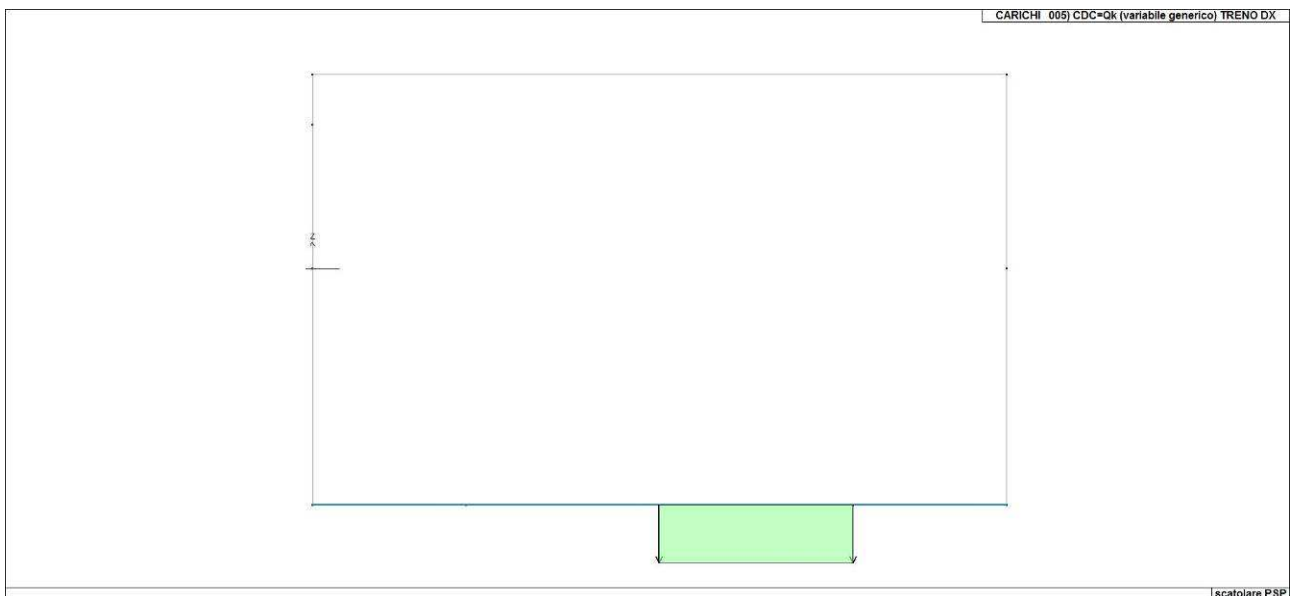 CARICHI 005) CDC=Qk (variabile generico) TRENO DX
Z
scatolare PSP